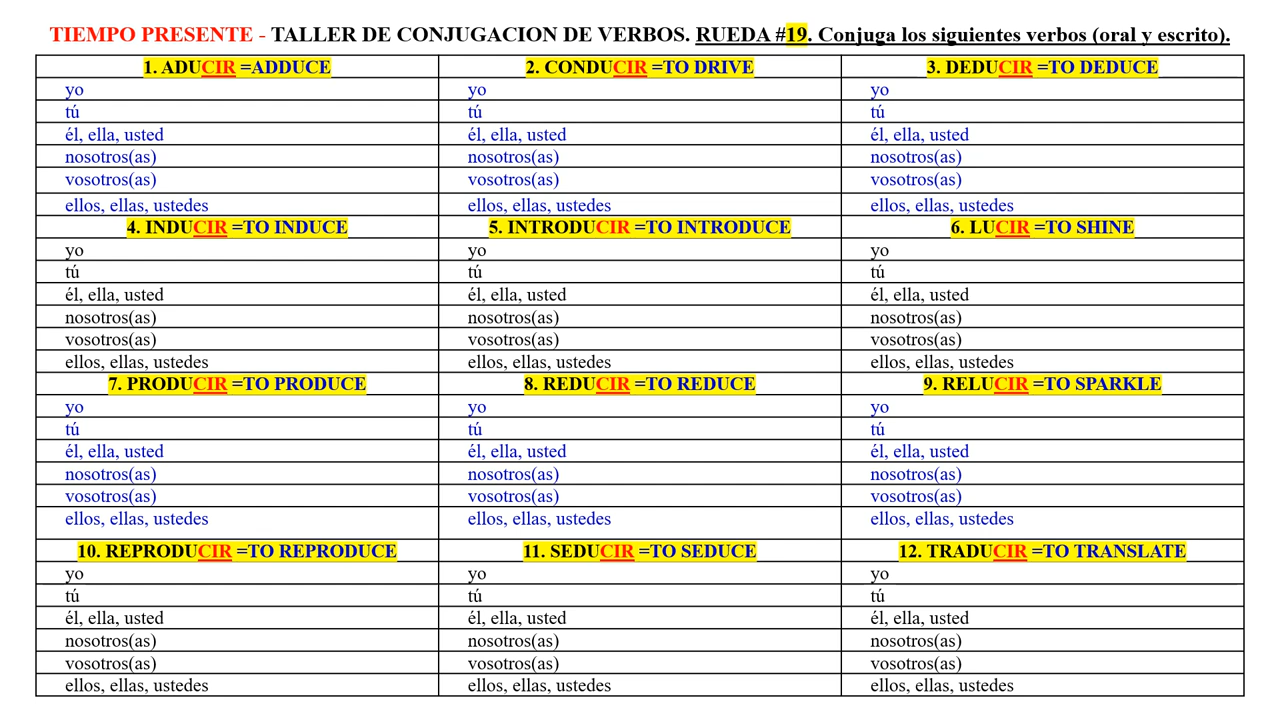 TIEMPO PRESENTE - TALLER DE CONJUGACION DE VERBOS. RUEDA #19. Conjuga los siguientes verbos (oral y escrito).
1. ADUCIR =ADDUCE 2. CONDUCIR =TO DRIVE 3. DEDUCIR =TO DEDUCE
yo yo yo
tú tú tú
él, ella, usted él, ella, usted él, ella, usted
nosotros(as) nosotros(as) nosotros(as)
vosotros(as) vosotros(as) vosotros(as)
ellos, ellas, ustedes ellos, ellas, ustedes ellos, ellas, ustedes
4. INDUCIR =TO INDUCE 5. INTRODUCIR =TO INTRODUCE 6. LUCIR =TO SHINE
yo yo yo
tú tú tú
él, ella, usted él, ella, usted él, ella, usted
nosotros(as) nosotros(as) nosotros(as)
vosotros(as) vosotros(as) vosotros(as)
ellos, ellas, ustedes ellos, ellas, ustedes ellos, ellas, ustedes
7. PRODUCIR =TO PRODUCE 8. REDUCIR =TO REDUCE 9. RELUCIR =TO SPARKLE
yo yo yo
tú tú tú
él, ella, usted él, ella, usted él, ella, usted
nosotros(as) nosotros(as) nosotros(as)
vosotros(as) vosotros(as) vosotros(as)
ellos, ellas, ustedes ellos, ellas, ustedes ellos, ellas, ustedes
10. REPRODUCIR =TO REPRODUCE 11. SEDUCIR =TO SEDUCE 12. TRADUCIR =TO TRANSLATE
yo yo yo
tú tú tú
él, ella, usted él, ella, usted él, ella, usted
nosotros(as) nosotros(as) nosotros(as)
vosotros(as) vosotros(as) vosotros(as)
ellos, ellas, ustedes ellos, ellas, ustedes ellos, ellas, ustedes